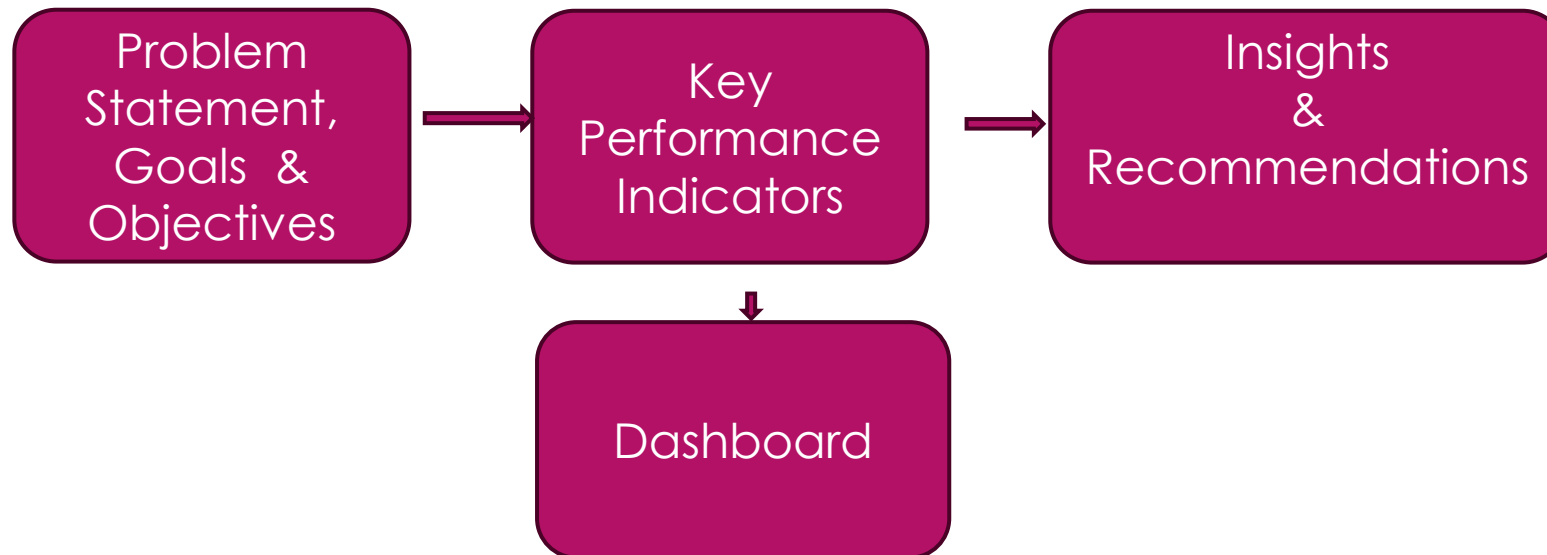 Problem
Statement,
Goals & 
Objectives
Key
Performance
Indicators
Insights
&
Recommendations
Dashboard